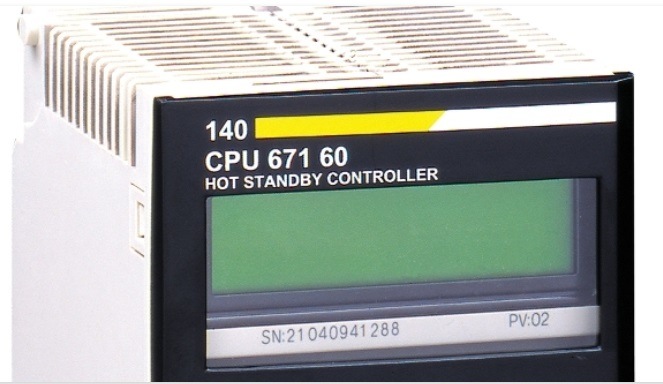 140
CPU 671 60
HOT STANDBY CONTROLLER
SN:21040941288 PV:02